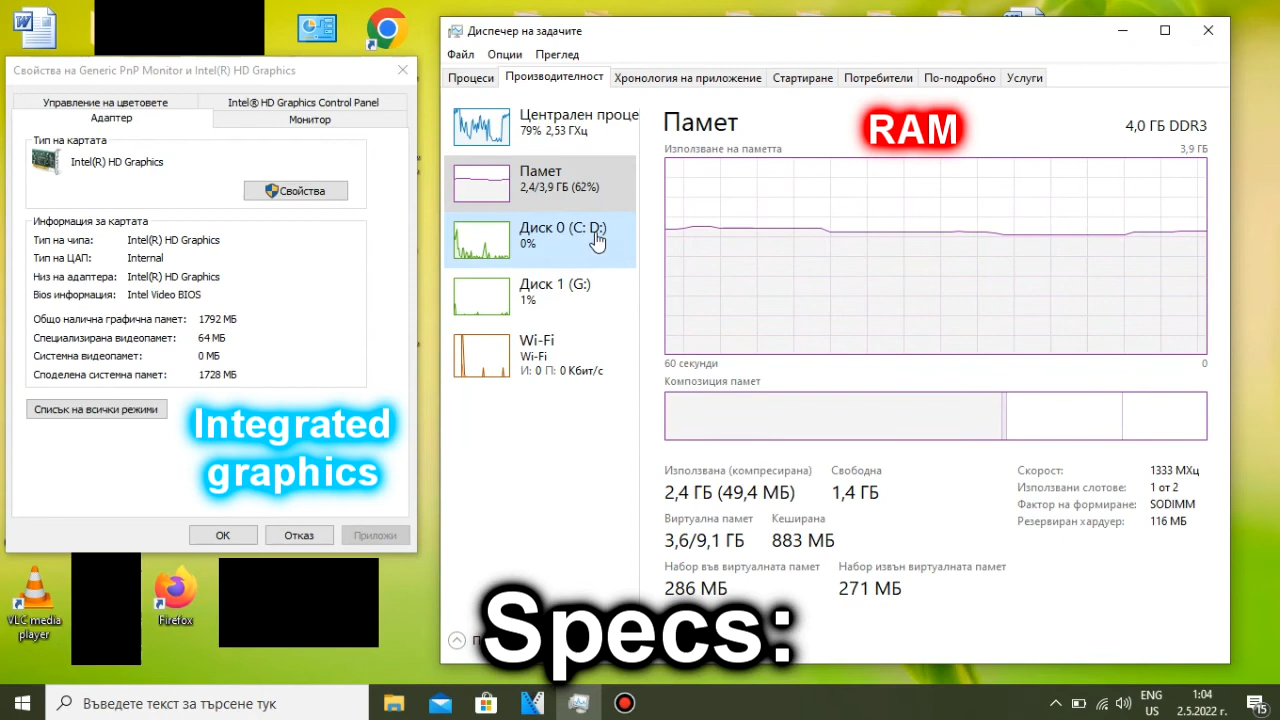 Свойства на Generic PnP Monitor и Intel(R) HD Graphics
Управление на цветовете
Intel® HD Graphics Control Panel
Адаптер
Монитор
Тип на картата
Intel(R) HD Graphics
Свойства
Информация за картата
Тип на чипа: Intel(R) HD Graphics
Тип на ЦАП: Internal
Низ на адаптера: Intel(R) HD Graphics
Bios информация: Intel Video BIOS
Общо налична графична памет: 1792 МБ
Специализирана видеопамет: 64 МБ
Системна видеопамет: 0 МБ
Споделена системна памет: 1728 МБ
Списък на всички режими
Integrated
graphics
ОК
Отказ
Приложи
VLC media
player
Firefox
Диспечер на задачите
Файл Опции Преглед
Процеси Производителност Хронология на приложение Стартиране Потребители По-подробно Услуги
Централен проце
79% 2,53 ГХц
Памет
2,4/3,9 ГБ (62%)
Диск 0 (C: D:)
0%
Диск 1 (G:)
1%
Wi-Fi
Wi-Fi
И: 0 П: 0 Кбит/с
Памет
RAM
4,0 ГБ DDR3
Използване на паметта
3,9 ГБ
60 секунди
0
Композиция памет
Използвана (компресирана)
Свободна
2,4 ГБ (49,4 МБ)
1,4 ГБ
Виртуална памет
Кеширана
3,6/9,1 ГБ
883 МБ
Набор във виртуалната памет
Набор извън виртуалната памет
286 МБ
271 МБ
Скорост: 1333 МХц
Използвани слотове: 1 от 2
Фактор на формиране: SODIMM
Резервиран хардуер: 116 МБ
Specs:
Въведете текст за търсене тук
ENG
US
1:04
2.5.2022 г.
15